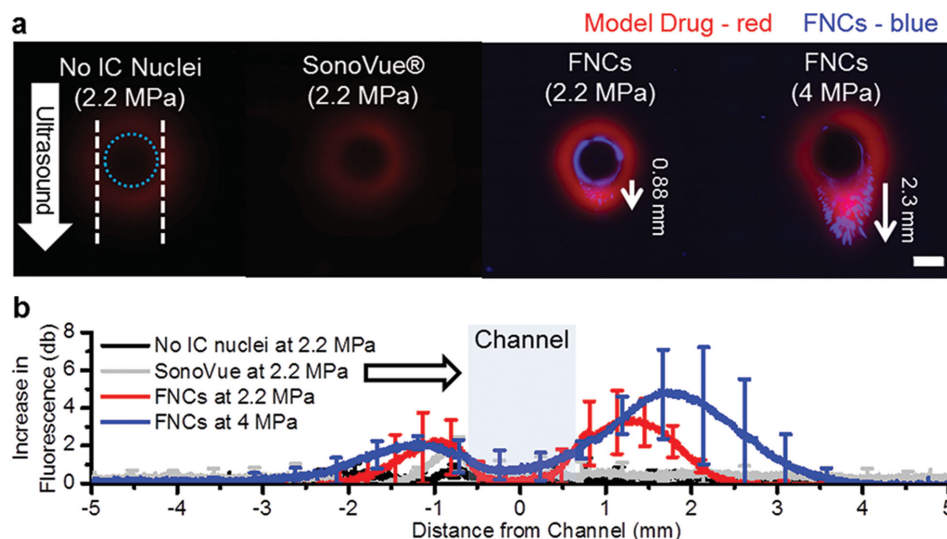 a
Model Drug - red
FNCs - blue
No IC Nuclei
(2.2 MPa)
SonoVue®
(2.2 MPa)
FNCs
(2.2 MPa)
FNCs
(4 MPa)
Ultrasound
0.88 mm
2.3 mm
b
Increase in
Fluorescence (db)
8
6
4
2
0
No IC nuclei at 2.2 MPa
SonoVue at 2.2 MPa
FNCs at 2.2 MPa
FNCs at 4 MPa
Channel
-5 -4 -3 -2 -1 0 1 2 3 4 5
Distance from Channel (mm)